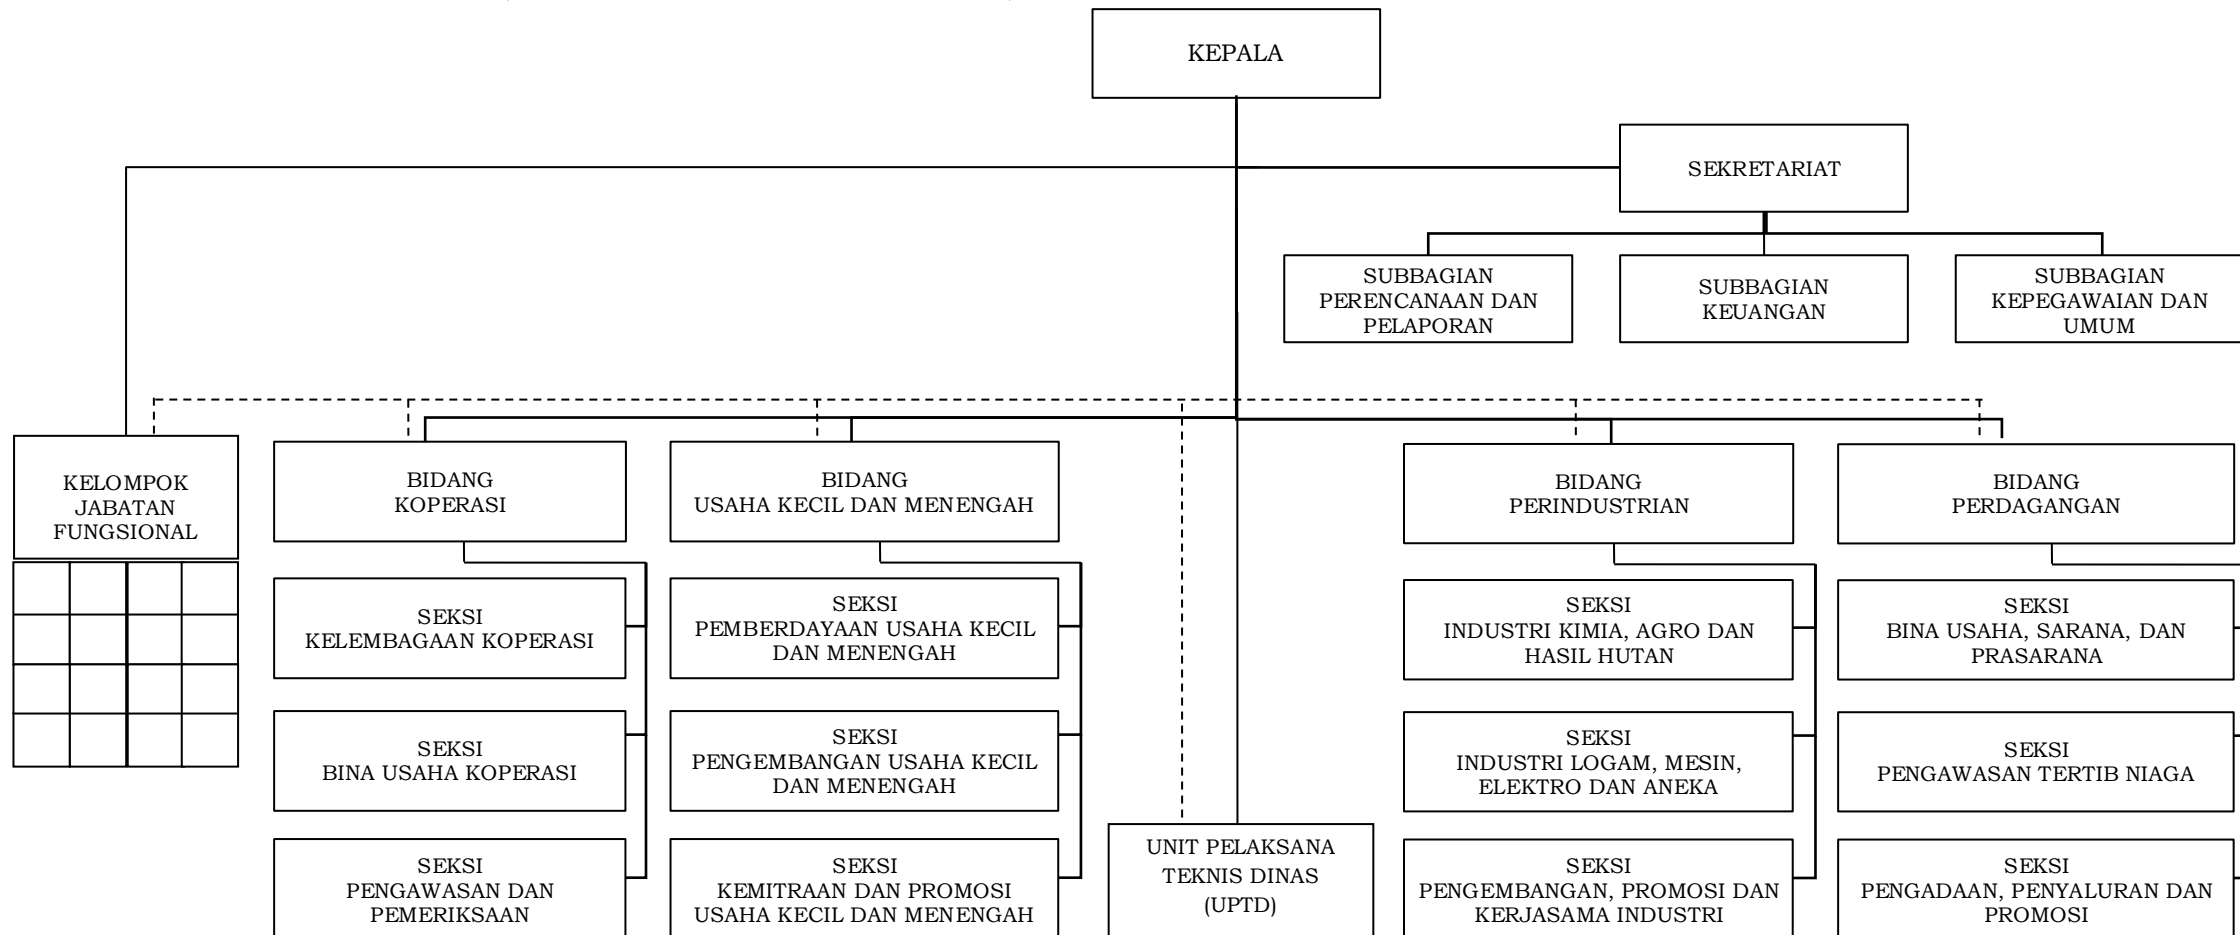 KEPALA
SEKRETARIAT
SUBBAGIAN
PERENCANAAN DAN
PELAPORAN
SUBBAGIAN
KEUANGAN
SUBBAGIAN
KEPEGAWAIAN DAN
UMUM
KELOMPOK
JABATAN
FUNGSIONAL
BIDANG
KOPERASI
BIDANG
USAHA KECIL DAN MENENGAH
BIDANG
PERINDUSTRIAN
BIDANG
PERDAGANGAN
SEKSI
KELEMBAGAAN KOPERASI
SEKSI
PEMBERDAYAAN USAHA KECIL
DAN MENENGAH
SEKSI
INDUSTRI KIMIA, AGRO DAN
HASIL HUTAN
SEKSI
BINA USAHA, SARANA, DAN
PRASARANA
SEKSI
BINA USAHA KOPERASI
SEKSI
PENGEMBANGAN USAHA KECIL
DAN MENENGAH
SEKSI
INDUSTRI LOGAM, MESIN,
ELEKTRO DAN ANEKA
SEKSI
PENGAWASAN TERTIB NIAGA
SEKSI
PENGAWASAN DAN
PEMERIKSAAN
SEKSI
KEMITRAAN DAN PROMOSI
USAHA KECIL DAN MENENGAH
UNIT PELAKSANA
TEKNIS DINAS
(UPTD)
SEKSI
PENGEMBANGAN, PROMOSI DAN
KERJASAMA INDUSTRI
SEKSI
PENGADAAN, PENYALURAN DAN
PROMOSI